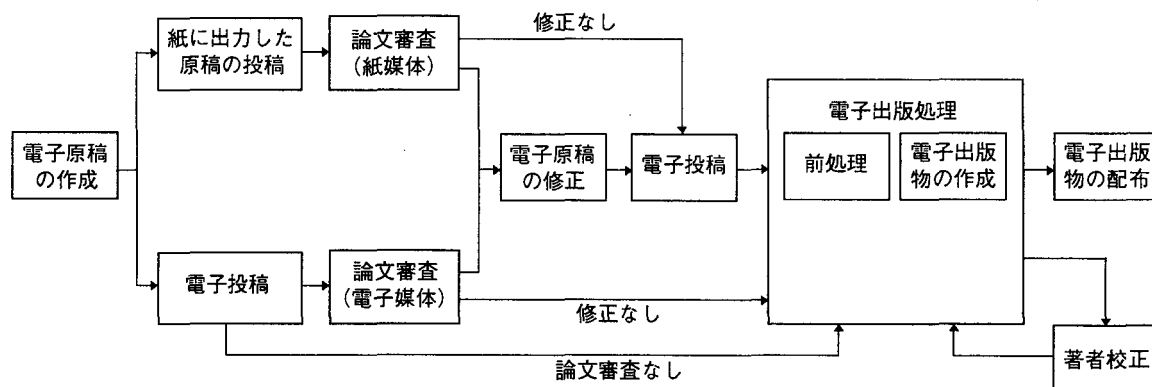 修正なし
紙に出力した
原稿の投稿
論文審査
(紙媒体)
電子出版処理
電子原稿
の作成
電子原稿
の修正
電子投稿
前処理
電子出版
物の作成
電子出版
物の配布
電子投稿
論文審査
(電子媒体)
修正なし
論文審査なし
著者校正